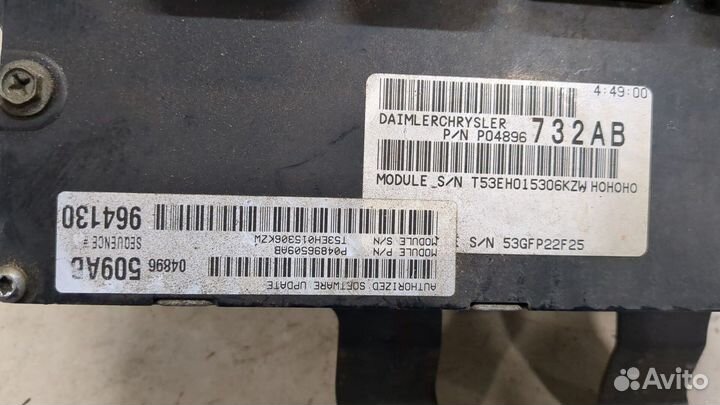 4:49:00
DAIMLERCHRYSLER
P/N P04896 732AB
MODULE_S/N T53EH015306KZW HOHOHO
E S/N 53GFP22F25
AUTHORIZED SOFTWARE UPDATE
MODULE P/N
P04896509AB
MODULE S/N
T53EH015306KZW
04896
509AB
SEQUENCE #
964130
Avito